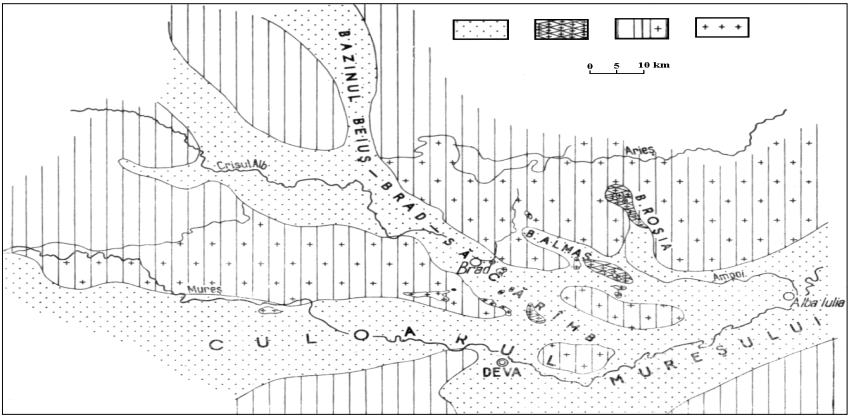 0 5 10 km
BAZINUL BEIUȘ – BRAD – SĂCĂRÎMB
Arieș
Crișul Alb
B. ROȘIA
B. ALMAȘ
Brad
Ampoi
Mureș
Alba Iulia
CULOARUL MUREȘULUI
DEVA